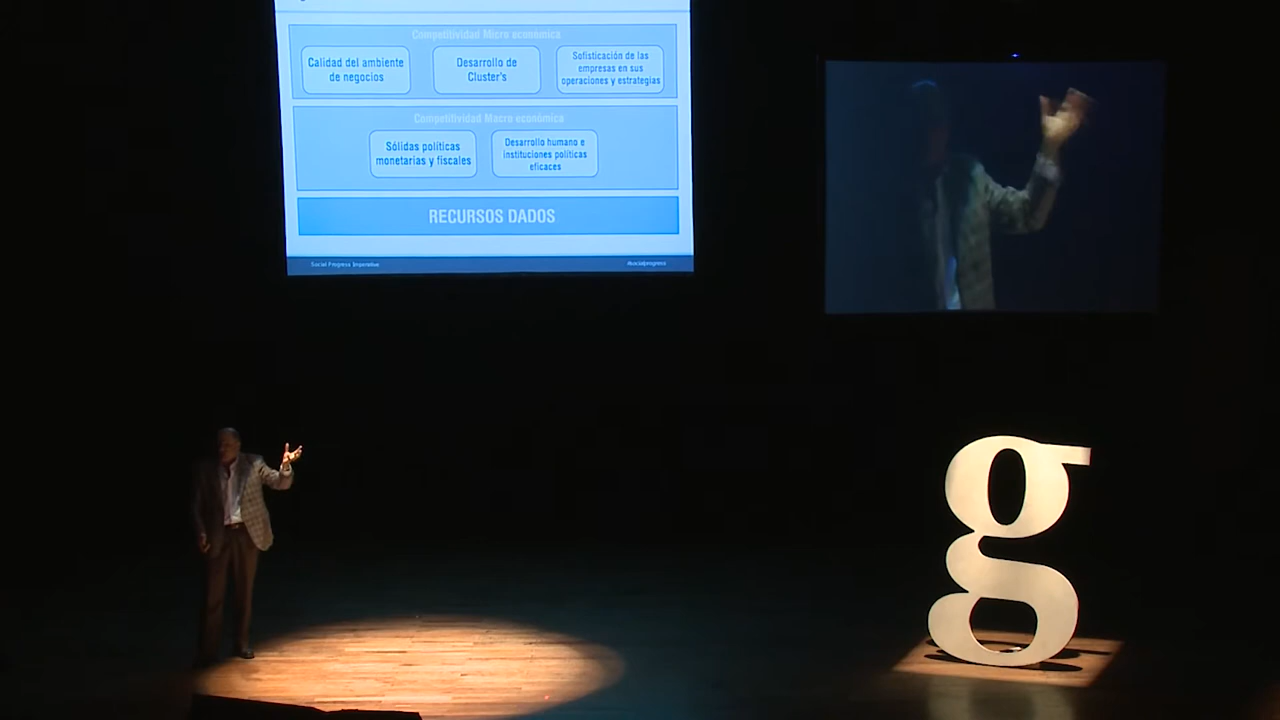 Competitividad Micro económica
Calidad del ambiente
de negocios
Desarrollo de
Cluster's
Sofisticación de las
empresas en sus
operaciones y estrategias
Competitividad Macro económica
Sólidas políticas
monetarias y fiscales
Desarrollo humano e
instituciones políticas
eficaces
RECURSOS DADOS
Social Progress Imperative
#socialprogress
g